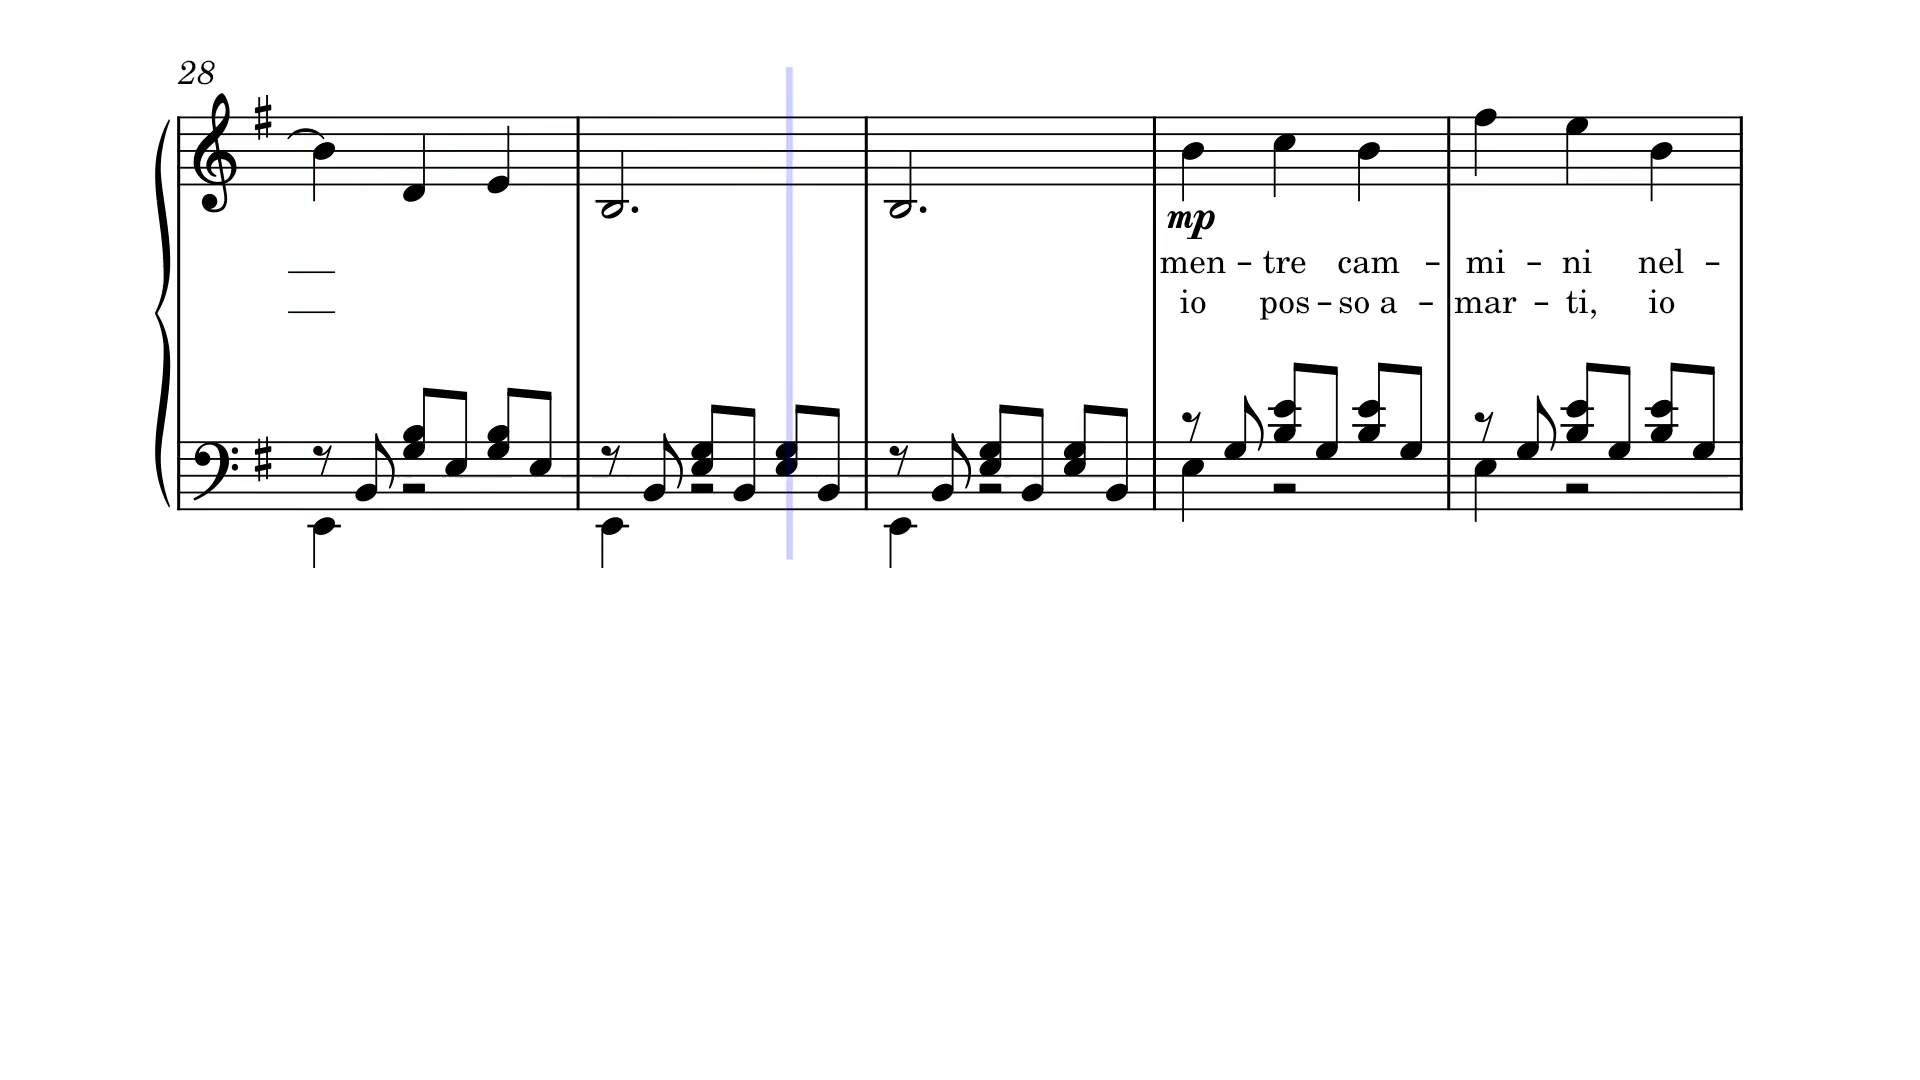 28
mp
men – tre cam – mi – ni nel –
io pos – so a – mar – ti, io